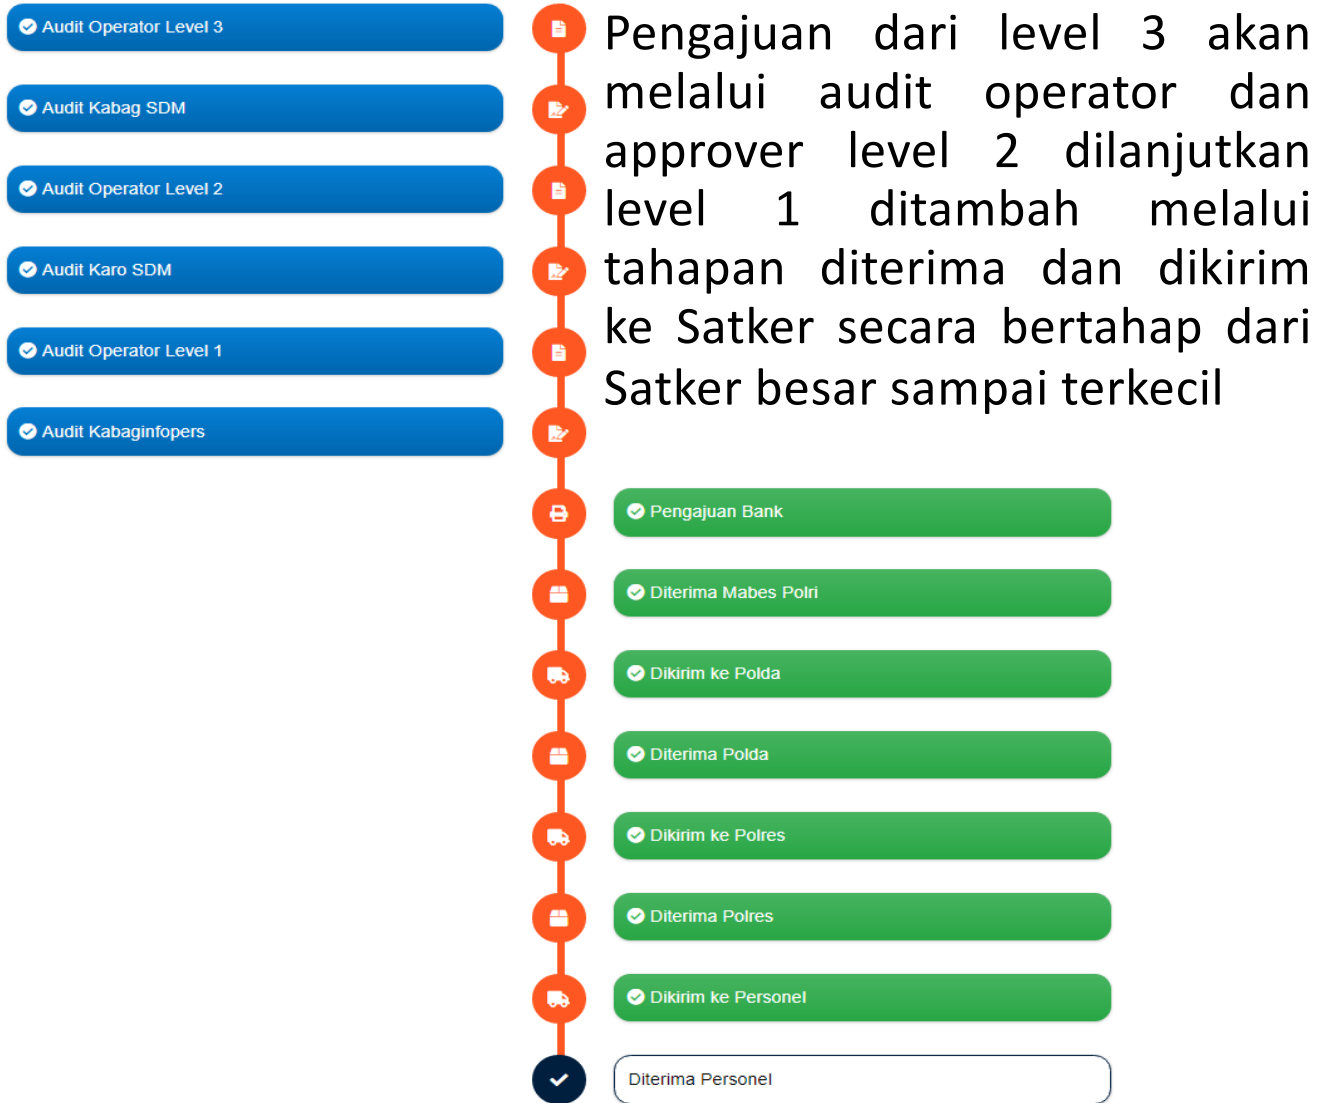 Audit Operator Level 3
Audit Kabag SDM
Audit Operator Level 2
Audit Karo SDM
Audit Operator Level 1
Audit Kabaginfopers
Pengajuan dari level 3 akan
melalui audit operator dan
approver level 2 dilanjutkan
level 1 ditambah melalui
tahapan diterima dan dikirim
ke Satker secara bertahap dari
Satker besar sampai terkecil
Pengajuan Bank
Diterima Mabes Polri
Dikirim ke Polda
Diterima Polda
Dikirim ke Polres
Diterima Polres
Dikirim ke Personel
Diterima Personel